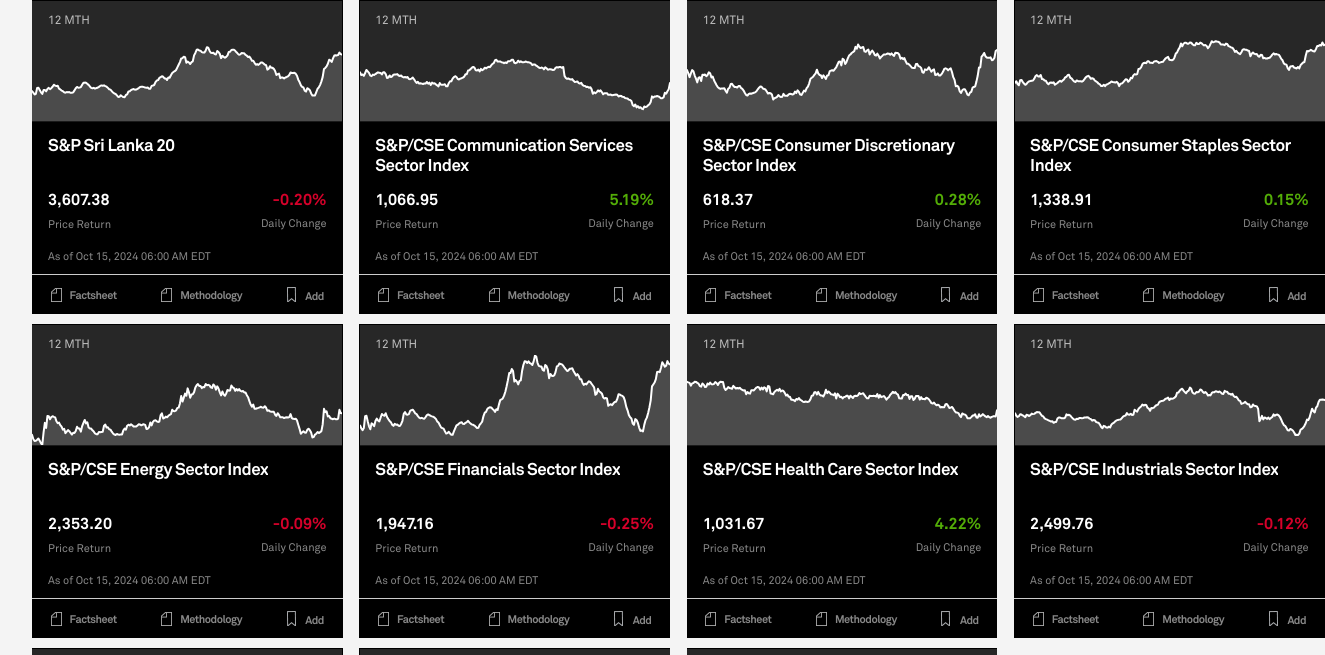 12 MTH
S&P Sri Lanka 20
3,607.38 -0.20%
Price Return Daily Change
As of Oct 15, 2024 06:00 AM EDT
Factsheet Methodology Add
12 MTH
S&P/CSE Communication Services
Sector Index
1,066.95 5.19%
Price Return Daily Change
As of Oct 15, 2024 06:00 AM EDT
Factsheet Methodology Add
12 MTH
S&P/CSE Consumer Discretionary
Sector Index
618.37 0.28%
Price Return Daily Change
As of Oct 15, 2024 06:00 AM EDT
Factsheet Methodology Add
12 MTH
S&P/CSE Consumer Staples Sector
Index
1,338.91 0.15%
Price Return Daily Change
As of Oct 15, 2024 06:00 AM EDT
Factsheet Methodology Add
12 MTH
S&P/CSE Energy Sector Index
2,353.20 -0.09%
Price Return Daily Change
As of Oct 15, 2024 06:00 AM EDT
Factsheet Methodology Add
12 MTH
S&P/CSE Financials Sector Index
1,947.16 -0.25%
Price Return Daily Change
As of Oct 15, 2024 06:00 AM EDT
Factsheet Methodology Add
12 MTH
S&P/CSE Health Care Sector Index
1,031.67 4.22%
Price Return Daily Change
As of Oct 15, 2024 06:00 AM EDT
Factsheet Methodology Add
12 MTH
S&P/CSE Industrials Sector Index
2,499.76 -0.12%
Price Return Daily Change
As of Oct 15, 2024 06:00 AM EDT
Factsheet Methodology Add